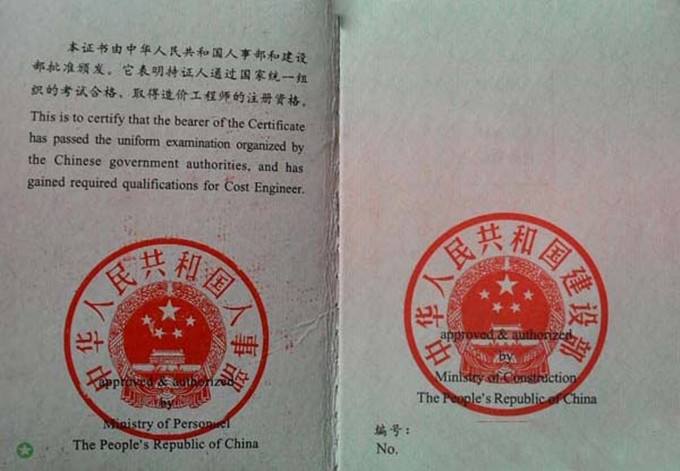 本证书由中华人民共和国人事部和建设
部批准颁发。它表明持证人通过国家统一组
织的考试合格、取得造价工程师的注册资格。
This is to certify that the bearer of the Certificate
has passed the uniform examination organized by
the Chinese government authorities, and has
gained required qualifications for Cost Engineer.
中华人民共和国人事部
approved & authorized
by
Ministry of Personnel
The People's Republic of China
中华人民共和国建设部
approved & authorized
by
Ministry of Construction
The People's Republic of China
编号:
No.